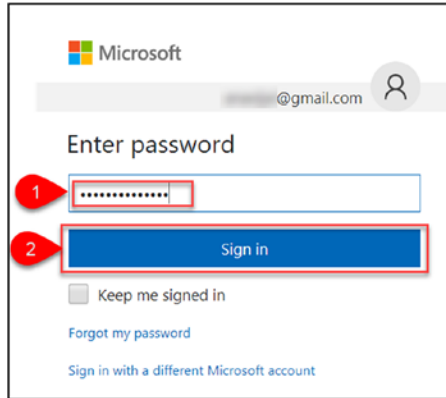 Microsoft
@gmail.com
Enter password
1
••••••••••••••
2
Sign in
Keep me signed in
Forgot my password
Sign in with a different Microsoft account